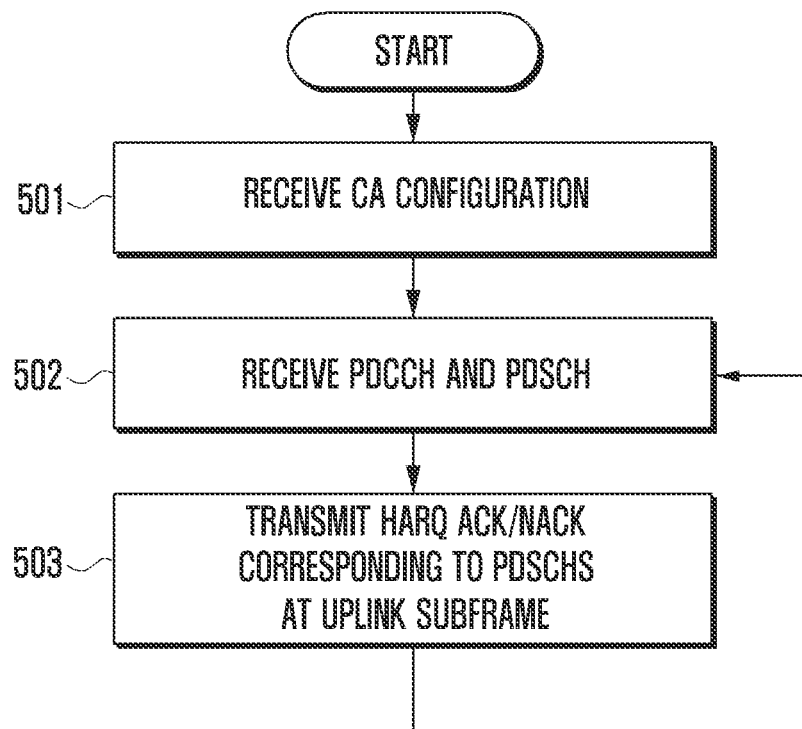 START
501
RECEIVE CA CONFIGURATION
502
RECEIVE PDCCH AND PDSCH
503
TRANSMIT HARQ ACK/NACK
CORRESPONDING TO PDSCHS
AT UPLINK SUBFRAME